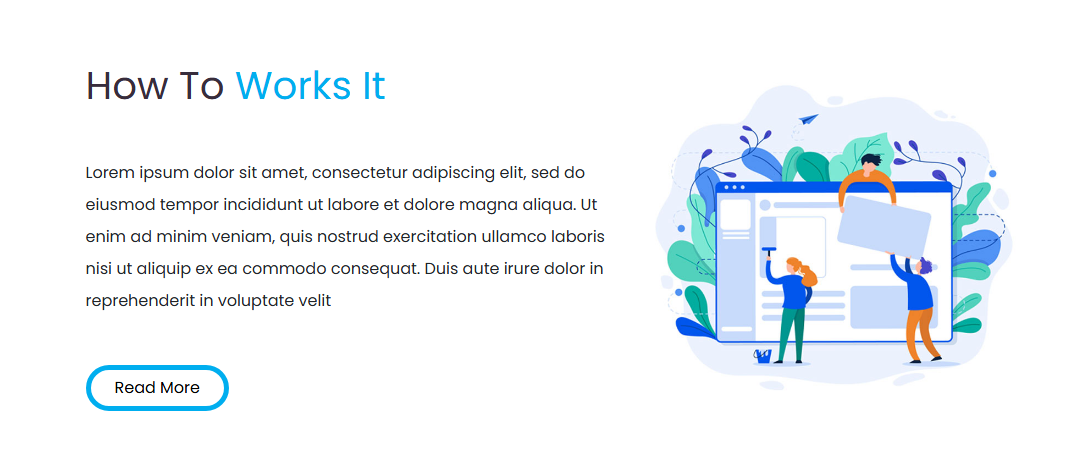 How To Works It
Lorem ipsum dolor sit amet, consectetur adipiscing elit, sed do
eiusmod tempor incididunt ut labore et dolore magna aliqua. Ut
enim ad minim veniam, quis nostrud exercitation ullamco laboris
nisi ut aliquip ex ea commodo consequat. Duis aute irure dolor in
reprehenderit in voluptate velit
Read More